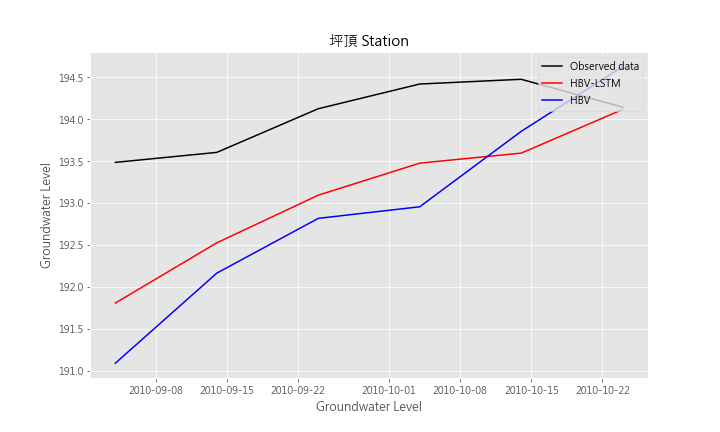 坪頂 Station
Observed data
HBV-LSTM
HBV
194.5
194.0
193.5
193.0
192.5
192.0
191.5
191.0
Groundwater Level
2010-09-08 2010-09-15 2010-09-22 2010-10-01 2010-10-08 2010-10-15 2010-10-22
Groundwater Level